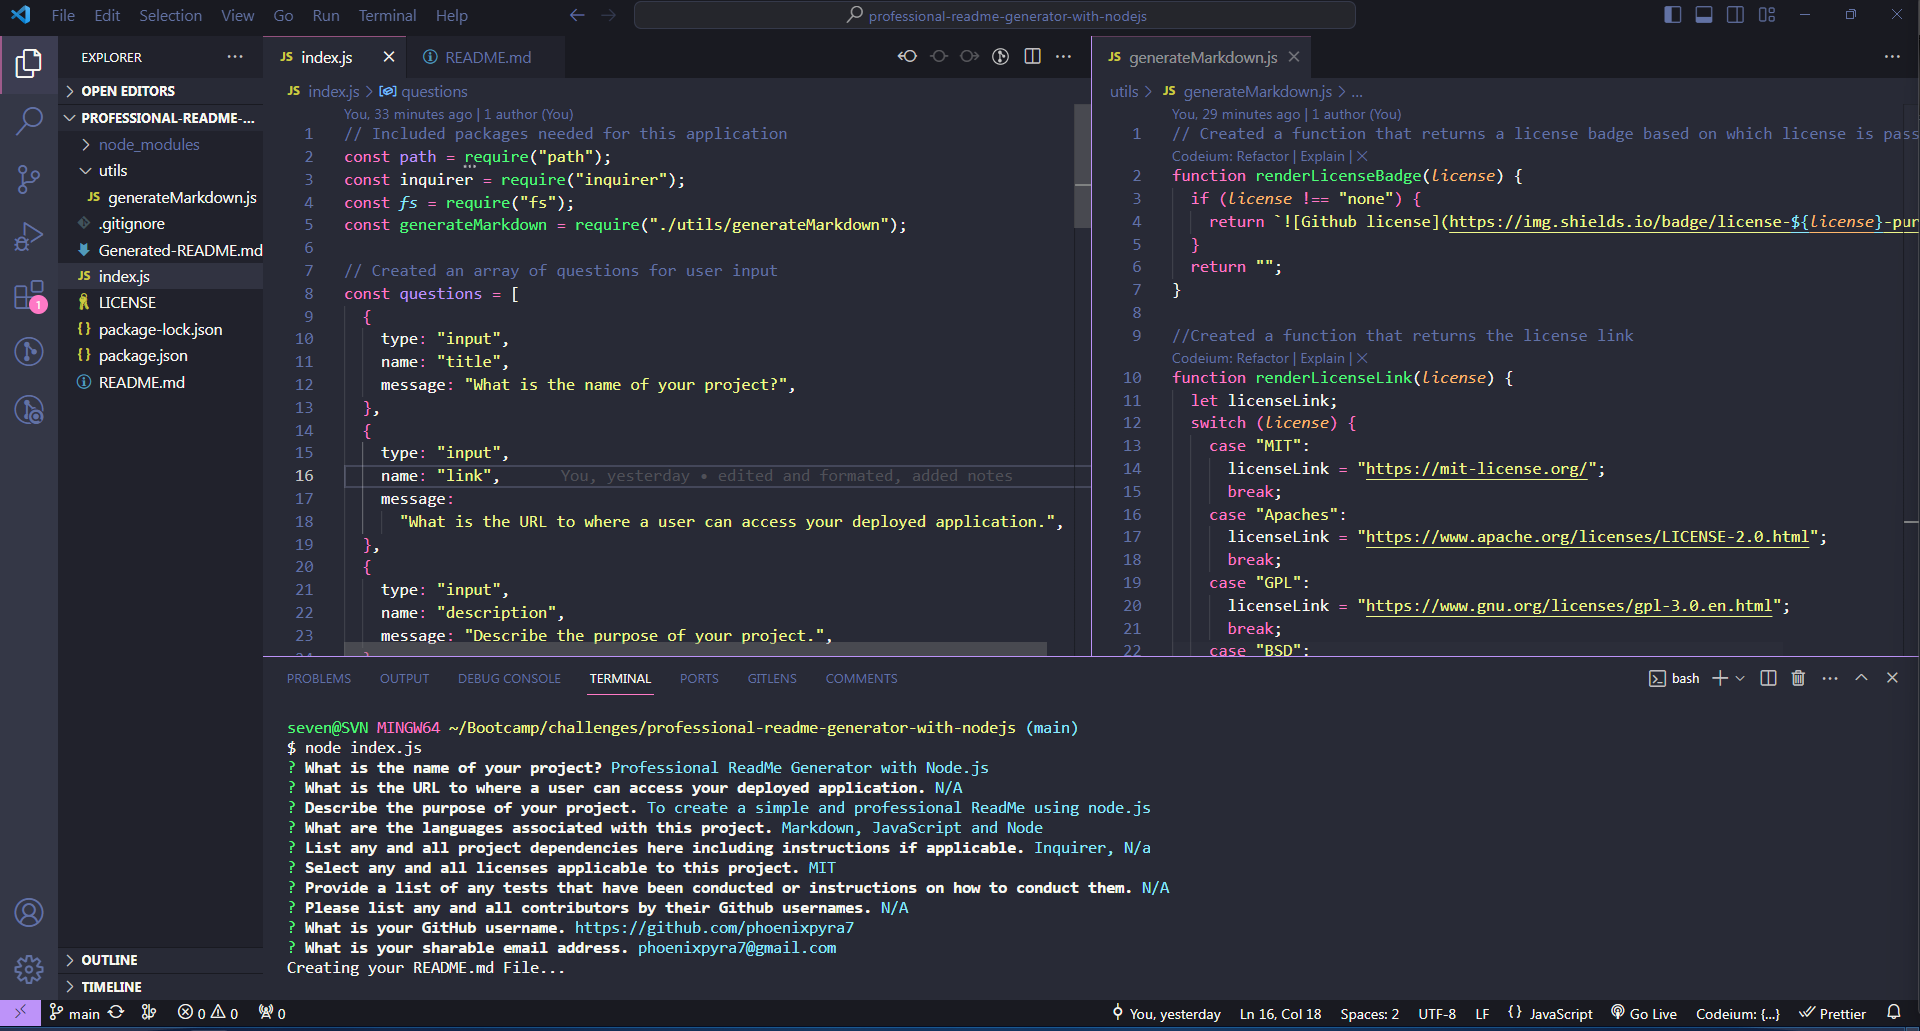 File Edit Selection View Go Run Terminal Help
professional-readme-generator-with-nodejs
EXPLORER
OPEN EDITORS
PROFESSIONAL-README-...
node_modules
utils
JS generateMarkdown.js
.gitignore
Generated-README.md
JS index.js
LICENSE
{} package-lock.json
{} package.json
README.md
OUTLINE
TIMELINE
1
JS index.js
README.md
JS index.js > questions
You, 33 minutes ago | 1 author (You)
1 // Included packages needed for this application
2 const path = require("path");
3 const inquirer = require("inquirer");
4 const fs = require("fs");
5 const generateMarkdown = require("./utils/generateMarkdown");
6
7 // Created an array of questions for user input
8 const questions = [
9 {
10 type: "input",
11 name: "title",
12 message: "What is the name of your project?",
13 },
14 {
15 type: "input",
16 name: "link", You, yesterday • edited and formated, added notes
17 message:
18 "What is the URL to where a user can access your deployed application.",
19 },
20 {
21 type: "input",
22 name: "description",
23 message: "Describe the purpose of your project.",
JS generateMarkdown.js
utils > JS generateMarkdown.js > ...
You, 29 minutes ago | 1 author (You)
1 // Created a function that returns a license badge based on which license is pass
Codeium: Refactor | Explain | X
2 function renderLicenseBadge(license) {
3 if (license !== "none") {
4 return `![Github license](https://img.shields.io/badge/license-${license}-pur
5 }
6 return "";
7 }
8
9 //Created a function that returns the license link
Codeium: Refactor | Explain | X
10 function renderLicenseLink(license) {
11 let licenseLink;
12 switch (license) {
13 case "MIT":
14 licenseLink = "https://mit-license.org/";
15 break;
16 case "Apaches":
17 licenseLink = "https://www.apache.org/licenses/LICENSE-2.0.html";
18 break;
19 case "GPL":
20 licenseLink = "https://www.gnu.org/licenses/gpl-3.0.en.html";
21 break;
22 case "BSD":
PROBLEMS OUTPUT DEBUG CONSOLE TERMINAL PORTS GITLENS COMMENTS
bash
seven@SVN MINGW64 ~/Bootcamp/challenges/professional-readme-generator-with-nodejs (main)
$ node index.js
? What is the name of your project? Professional ReadMe Generator with Node.js
? What is the URL to where a user can access your deployed application. N/A
? Describe the purpose of your project. To create a simple and professional ReadMe using node.js
? What are the languages associated with this project. Markdown, JavaScript and Node
? List any and all project dependencies here including instructions if applicable. Inquirer, N/a
? Select any and all licenses applicable to this project. MIT
? Provide a list of any tests that have been conducted or instructions on how to conduct them. N/A
? Please list any and all contributors by their Github usernames. N/A
? What is your GitHub username. https://github.com/phoenixpyra7
? What is your sharable email address. phoenixpyra7@gmail.com
Creating your README.md File...
main 0 0 0 You, yesterday Ln 16, Col 18 Spaces: 2 UTF-8 LF {} JavaScript Go Live Codeium: {...} Prettier